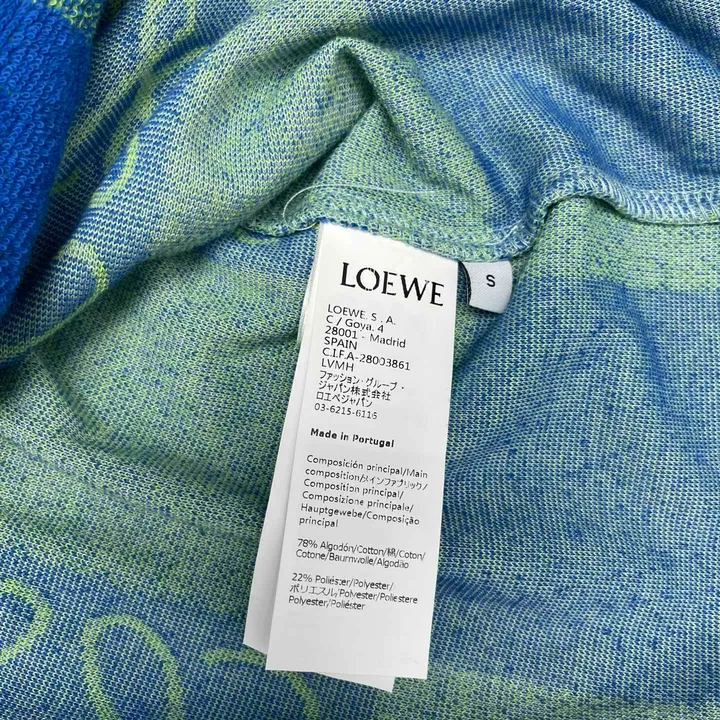 LOEWE
S
LOEWE. S . A.
C / Goya. 4
28001 - Madrid
SPAIN
C.I.F.A-28003861
LVMH
ファッション・グループ・
ジャパン株式会社
ロエベジャパン
03-6215-6116
Made in Portugal
Composición principal/Main
composition/メインファブリック/
Composition principal/
Composizione principale/
Hauptgewebe/Composição
principal
78% Algodón/Cotton/綿/Coton/
Cotone/Baumwolle/Algodão
22% Poliéster/Polyester/
ポリエステル/Polyester/Poliestere
Polyester/Poliéster